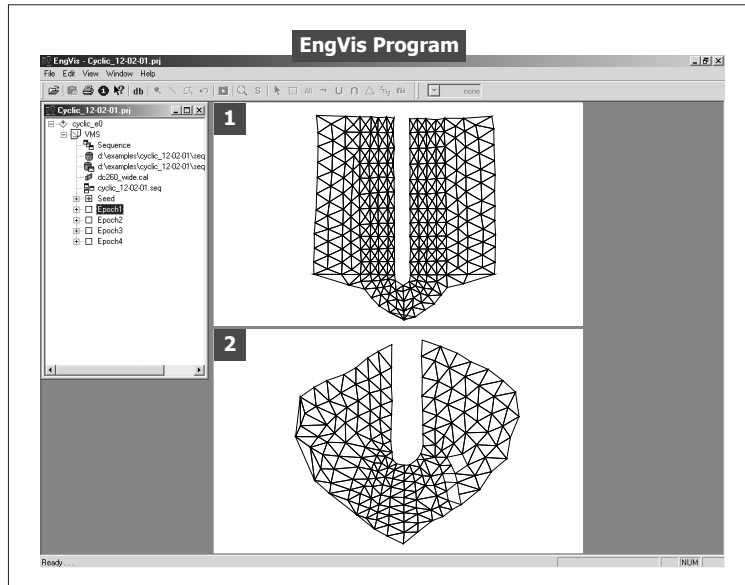 EngVis Program
EngVis - Cyclic_12-02-01.prj
File Edit View Window Help
db S All fit none
Cyclic_12-02-01.prj
cyclic_e0
VMS
Sequence
d:\examples\cyclic_12-02-01\seq
d:\examples\cyclic_12-02-01\seq
dc260_wide.cal
cyclic_12-02-01.seq
Seed
Epoch1
Epoch2
Epoch3
Epoch4
1
2
Ready . . .
NUM